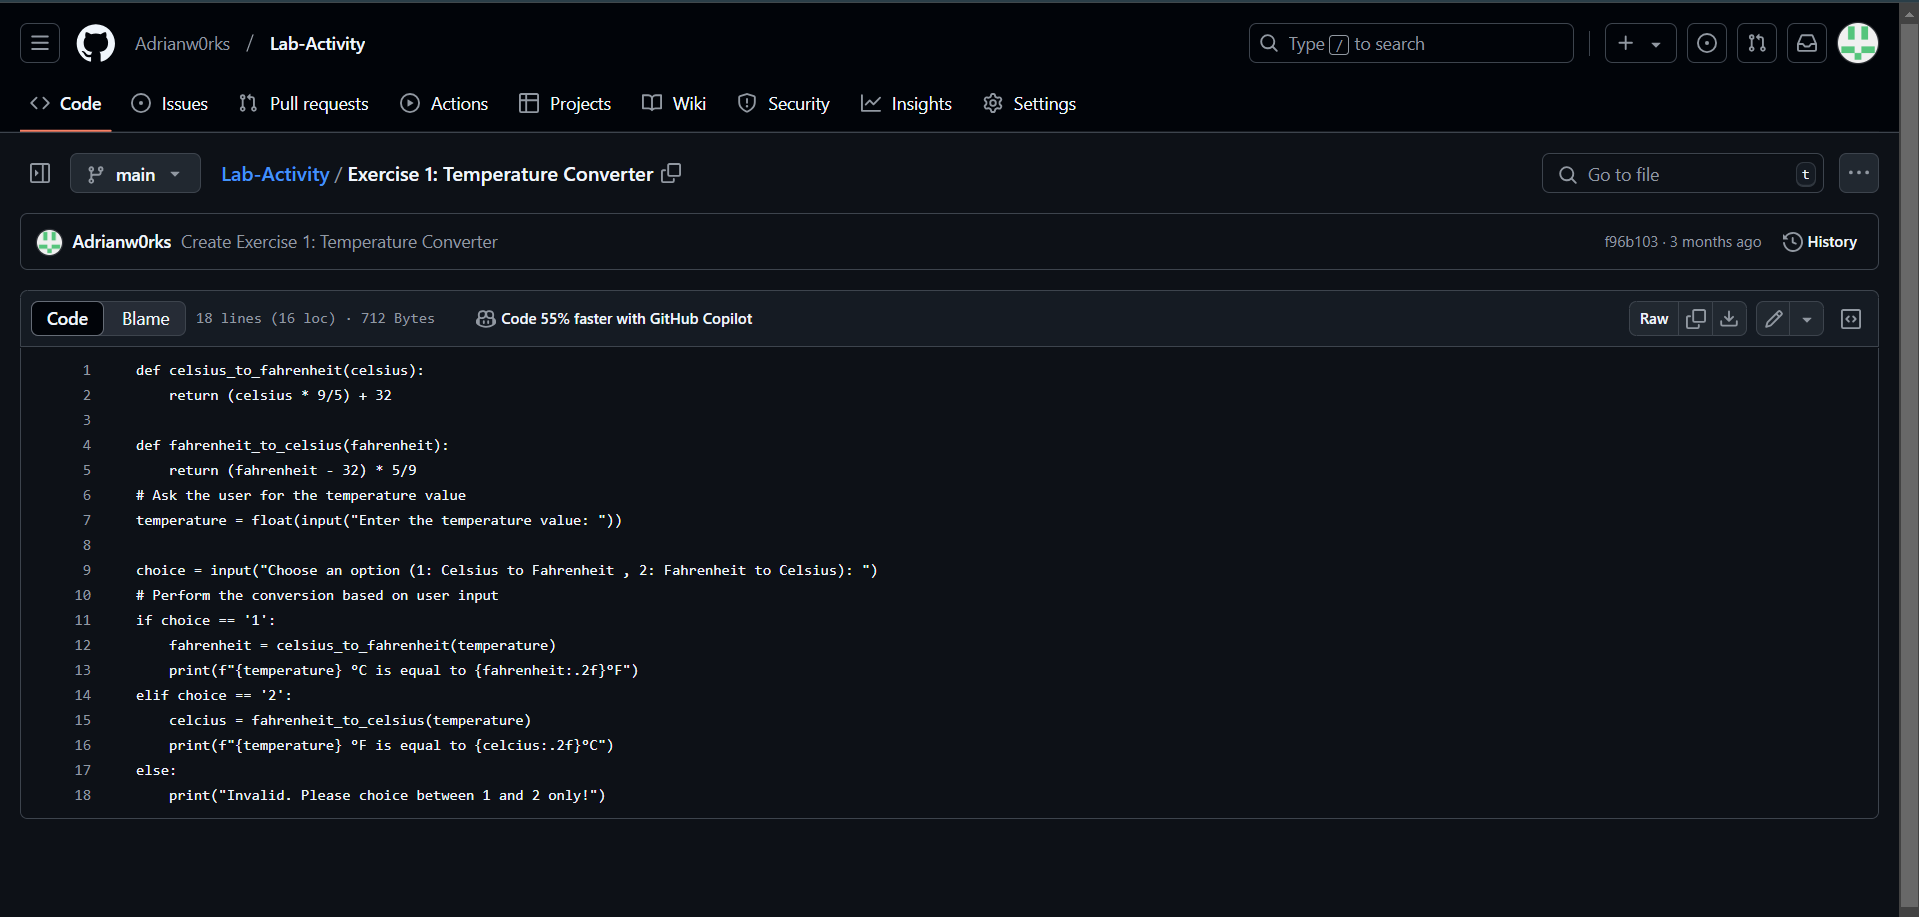 Adrianw0rks / Lab-Activity
Type / to search
Code Issues Pull requests Actions Projects Wiki Security Insights Settings
main Lab-Activity / Exercise 1: Temperature Converter
Go to file t
Adrianw0rks Create Exercise 1: Temperature Converter
f96b103 · 3 months ago History
Code Blame 18 lines (16 loc) · 712 Bytes Code 55% faster with GitHub Copilot
Raw
1 def celsius_to_fahrenheit(celsius):
2     return (celsius * 9/5) + 32
3
4 def fahrenheit_to_celsius(fahrenheit):
5     return (fahrenheit - 32) * 5/9
6 # Ask the user for the temperature value
7 temperature = float(input("Enter the temperature value: "))
8
9 choice = input("Choose an option (1: Celsius to Fahrenheit , 2: Fahrenheit to Celsius): ")
10 # Perform the conversion based on user input
11 if choice == '1':
12     fahrenheit = celsius_to_fahrenheit(temperature)
13     print(f"{temperature} °C is equal to {fahrenheit:.2f}°F")
14 elif choice == '2':
15     celcius = fahrenheit_to_celsius(temperature)
16     print(f"{temperature} °F is equal to {celcius:.2f}°C")
17 else:
18     print("Invalid. Please choice between 1 and 2 only!")